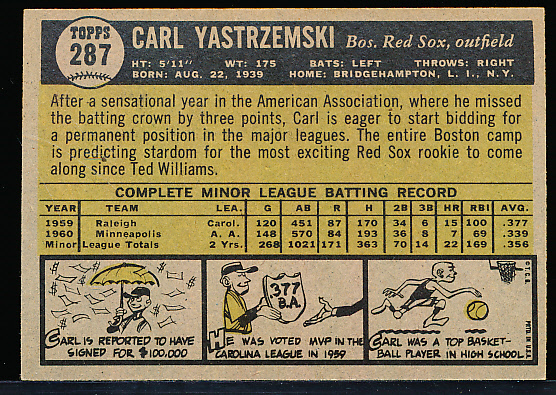 TOPPS
287
CARL YASTRZEMSKI Bos. Red Sox, outfield
HT: 5'11" WT: 175 BATS: LEFT THROWS: RIGHT
BORN: AUG. 22, 1939 HOME: BRIDGEHAMPTON, L. I., N.Y.
After a sensational year in the American Association, where he missed
the batting crown by three points, Carl is eager to start bidding for
a permanent position in the major leagues. The entire Boston camp
is predicting stardom for the most exciting Red Sox rookie to come
along since Ted Williams.
COMPLETE MINOR LEAGUE BATTING RECORD
YEAR TEAM LEA. G AB R H 2B 3B HR RBI AVG.
1959 Raleigh Carol. 120 451 87 170 34 6 15 100 .377
1960 Minneapolis A. A. 148 570 84 193 36 8 7 69 .339
Minor League Totals 2 Yrs. 268 1021 171 363 70 14 22 169 .356
CARL IS REPORTED TO HAVE
SIGNED FOR $100,000
.377
B.A.
HE WAS VOTED MVP IN THE
CAROLINA LEAGUE IN 1959
CARL WAS A TOP BASKET-
BALL PLAYER IN HIGH SCHOOL
© T.C.G.
PRTD. IN U.S.A.